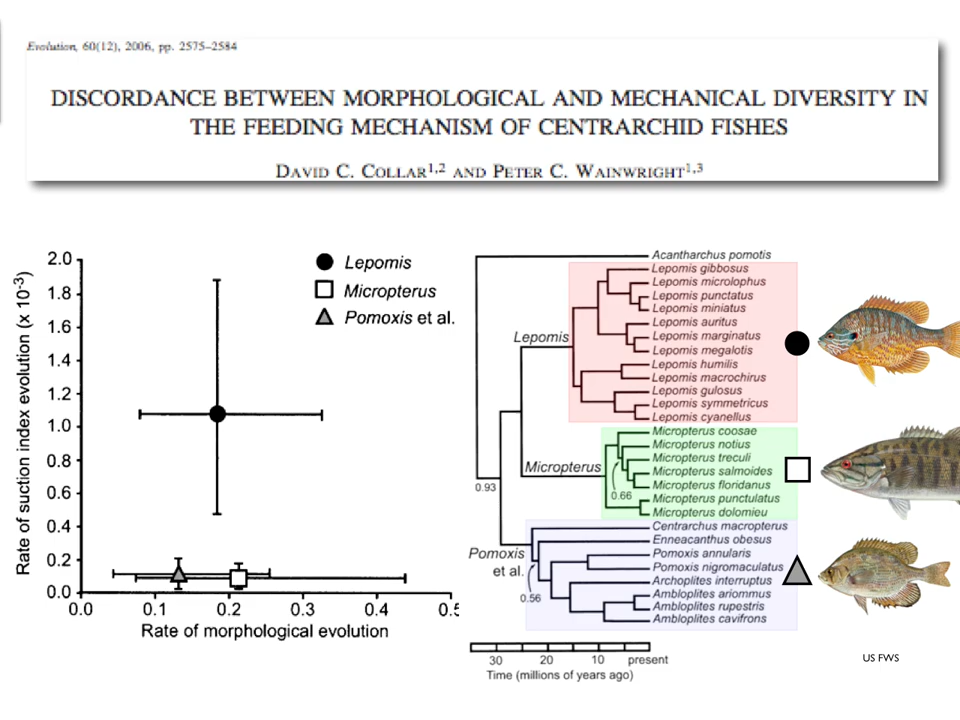 Evolution, 60(12), 2006, pp. 2575–2584
DISCORDANCE BETWEEN MORPHOLOGICAL AND MECHANICAL DIVERSITY IN
THE FEEDING MECHANISM OF CENTRARCHID FISHES
DAVID C. COLLAR1,2 AND PETER C. WAINWRIGHT1,3
Rate of suction index evolution (x 10-3)
2.0
1.8
1.6
1.4
1.2
1.0
0.8
0.6
0.4
0.2
0.0
0.0 0.1 0.2 0.3 0.4 0.5
Rate of morphological evolution
Lepomis
Micropterus
Pomoxis et al.
Acantharchus pomotis
Lepomis gibbosus
Lepomis microlophus
Lepomis punctatus
Lepomis miniatus
Lepomis auritus
Lepomis marginatus
Lepomis megalotis
Lepomis humilis
Lepomis macrochirus
Lepomis gulosus
Lepomis symmetricus
Lepomis cyanellus
Micropterus coosae
Micropterus notius
Micropterus treculi
Micropterus salmoides
Micropterus floridanus
Micropterus punctulatus
Micropterus dolomieu
Centrarchus macropterus
Enneacanthus obesus
Pomoxis annularis
Pomoxis nigromaculatus
Archoplites interruptus
Ambloplites ariommus
Ambloplites rupestris
Ambloplites cavifrons
Lepomis
Micropterus
0.66
0.93
Pomoxis
et al.
0.56
30 20 10 present
Time (millions of years ago)
US FWS